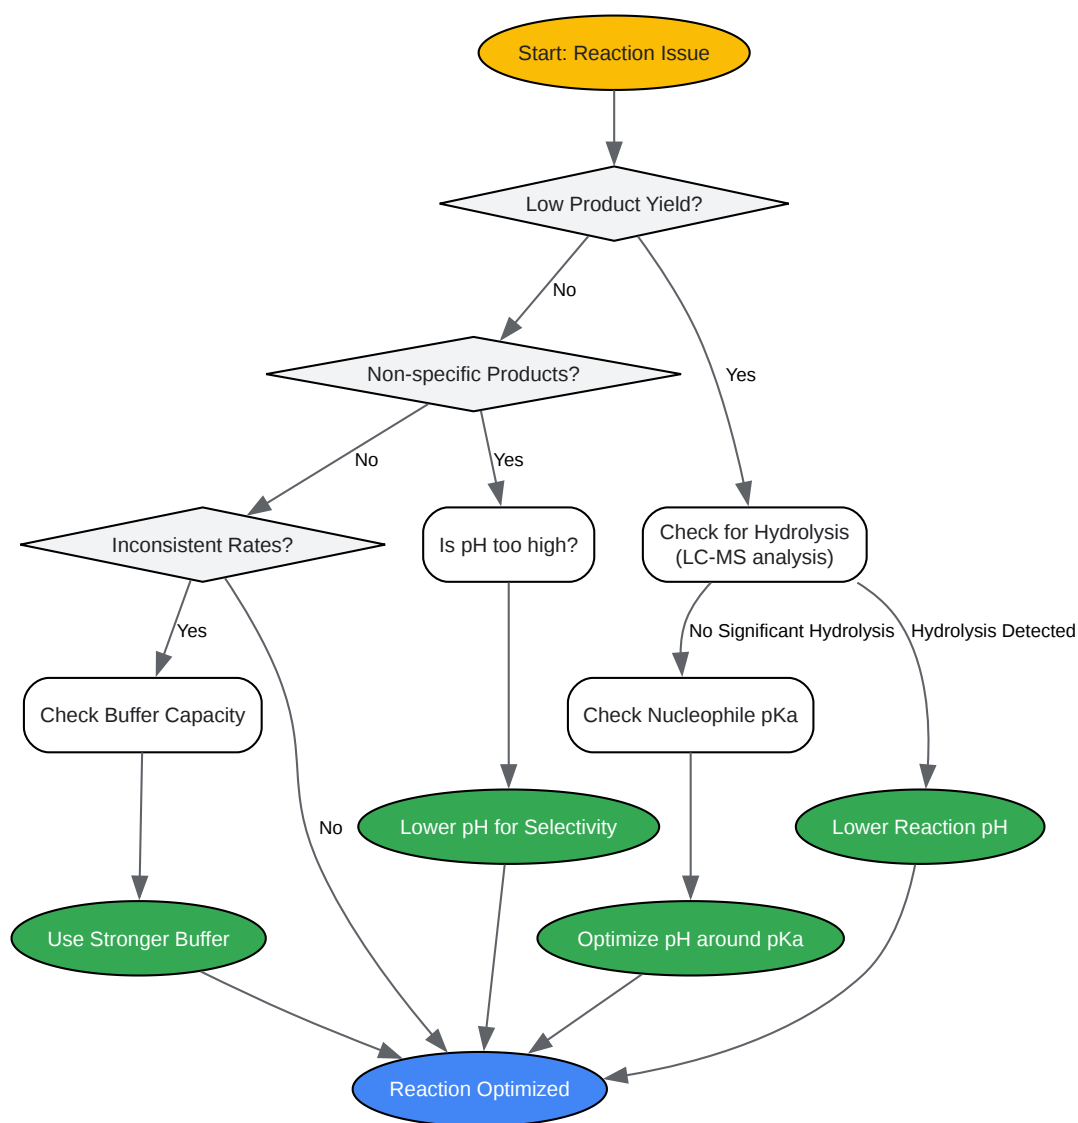 Start: Reaction Issue
Low Product Yield?
No
Yes
Non-specific Products?
No
Yes
Inconsistent Rates?
Is pH too high?
Check for Hydrolysis
(LC-MS analysis)
Yes
No Significant Hydrolysis
Hydrolysis Detected
Check Buffer Capacity
Check Nucleophile pKa
No
Lower pH for Selectivity
Lower Reaction pH
Use Stronger Buffer
Optimize pH around pKa
Reaction Optimized